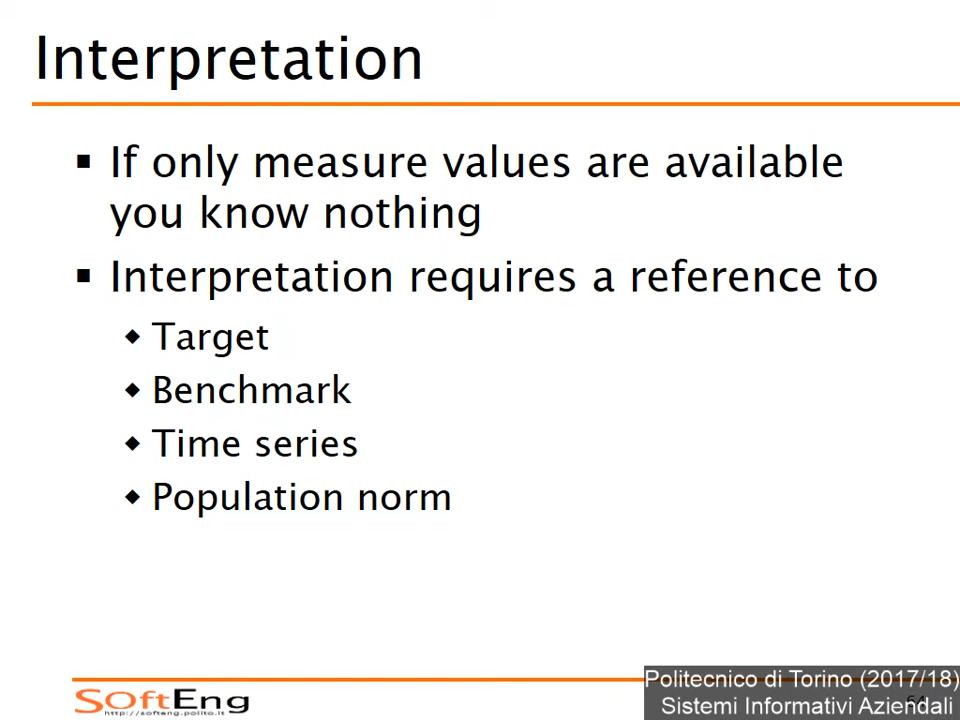 Interpretation
▪ If only measure values are available
you know nothing
▪ Interpretation requires a reference to
◆ Target
◆ Benchmark
◆ Time series
◆ Population norm
SOftEng
http://softeng.polito.it
Politecnico di Torino (2017/18)
Sistemi Informativi Aziendali